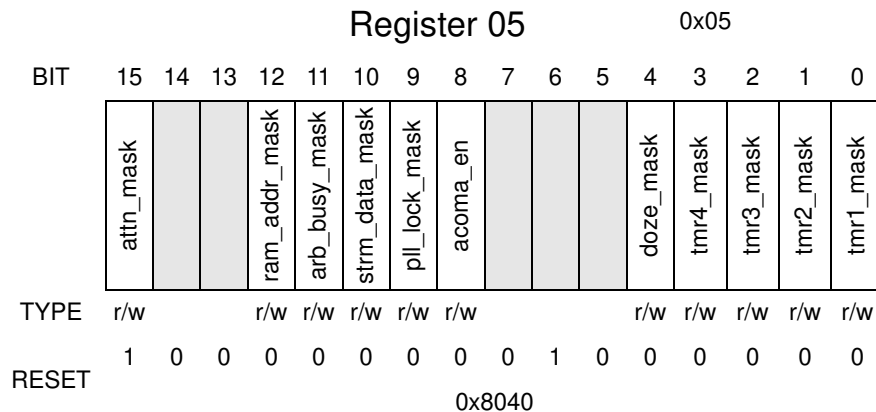 Register 05 0x05
BIT 15 14 13 12 11 10 9 8 7 6 5 4 3 2 1 0
attn_mask
ram_addr_mask
arb_busy_mask
strm_data_mask
pll_lock_mask
acoma_en
doze_mask
tmr4_mask
tmr3_mask
tmr2_mask
tmr1_mask
TYPE r/w r/w r/w r/w r/w r/w r/w r/w r/w r/w r/w
RESET 1 0 0 0 0 0 0 0 0 1 0 0 0 0 0 0
0x8040